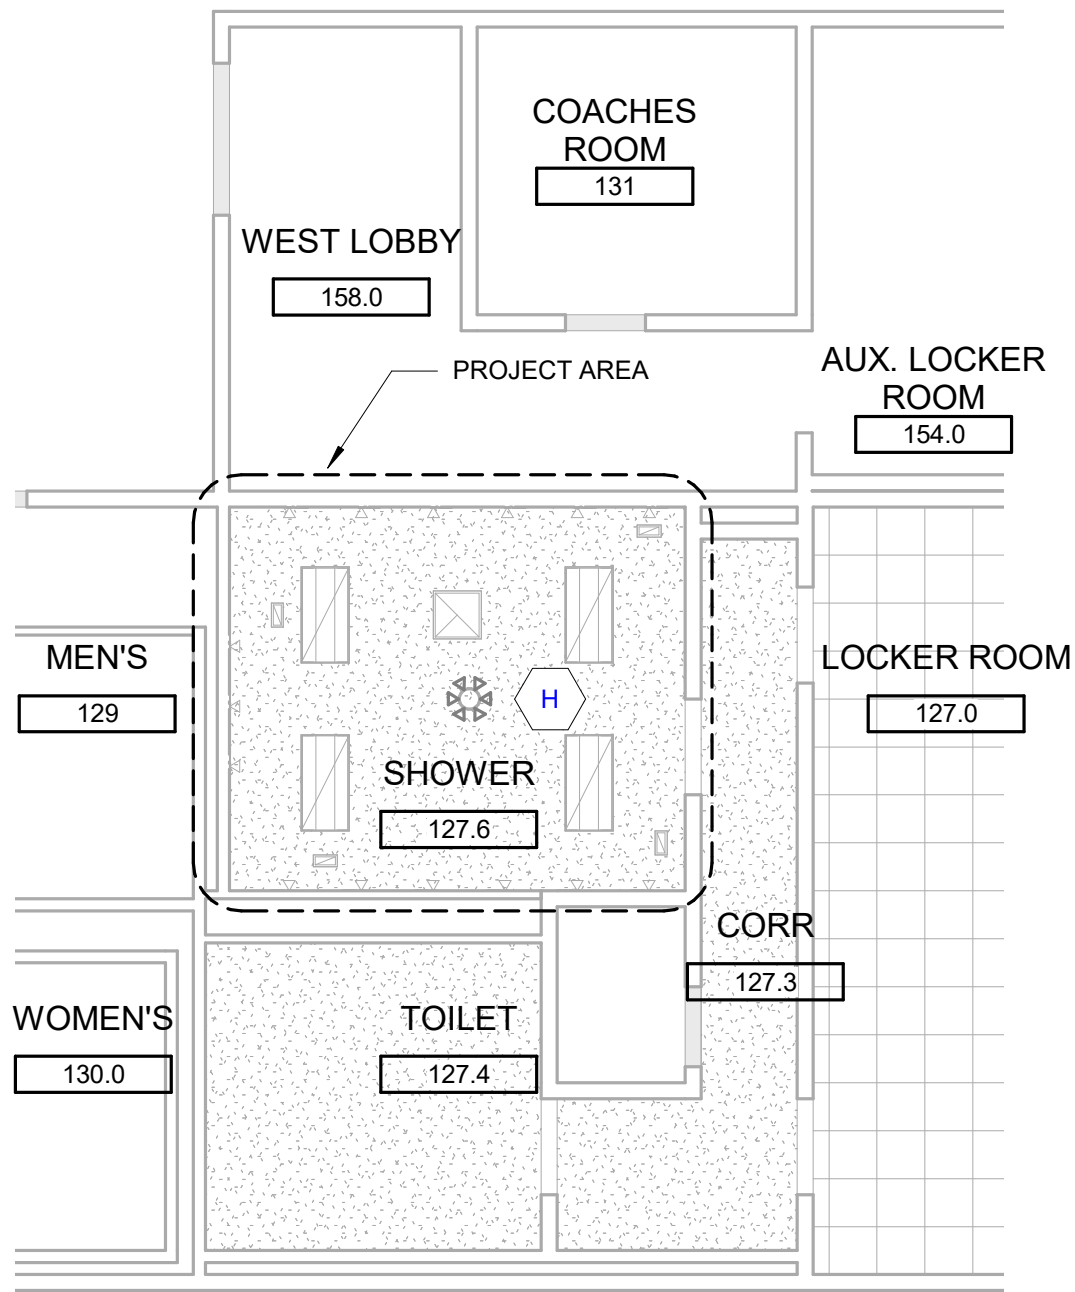 COACHES
ROOM
131
WEST LOBBY
158.0
PROJECT AREA
AUX. LOCKER
ROOM
154.0
MEN'S
129
LOCKER ROOM
127.0
H
SHOWER
127.6
CORR
127.3
WOMEN'S
130.0
TOILET
127.4